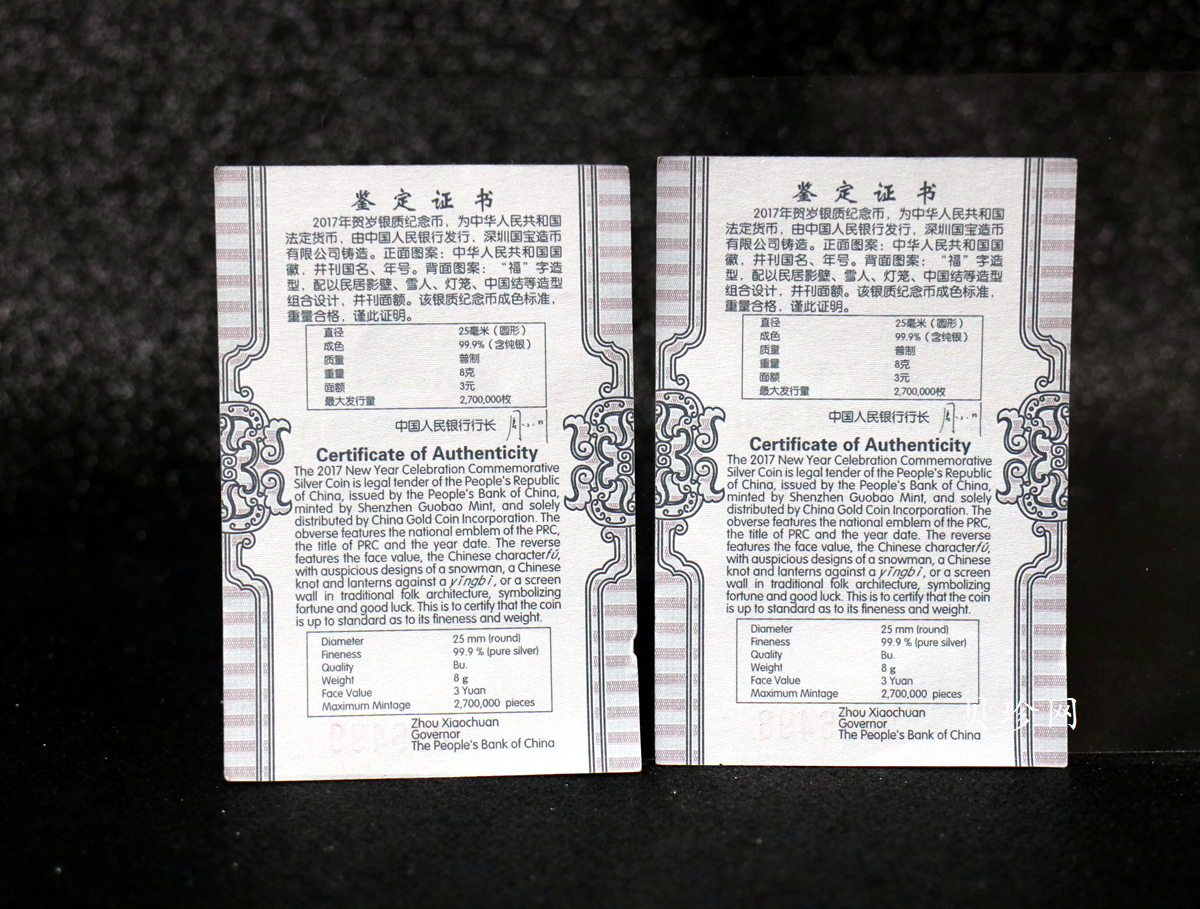 鉴定证书
2017年贺岁银质纪念币，为中华人民共和国
法定货币，由中国人民银行发行，深圳国宝造币
有限公司铸造。正面图案：中华人民共和国国
徽，并刊国名、年号。背面图案：“福”字造
型，配以民居影壁、雪人、灯笼、中国结等造型
组合设计，并刊面额。该银质纪念币成色标准，
重量合格，谨此证明。
直径 25毫米（圆形）
成色 99.9%（含纯银）
质量 普制
重量 8克
面额 3元
最大发行量 2,700,000枚
中国人民银行行长
Certificate of Authenticity
The 2017 New Year Celebration Commemorative
Silver Coin is legal tender of the People's Republic
of China, issued by the People's Bank of China,
minted by Shenzhen Guobao Mint, and solely
distributed by China Gold Coin Incorporation. The
obverse features the national emblem of the PRC,
the title of PRC and the year date. The reverse
features the face value, the Chinese character fú,
with auspicious designs of a snowman, a Chinese
knot and lanterns against a yǐngbì, or a screen
wall in traditional folk architecture, symbolizing
fortune and good luck. This is to certify that the coin
is up to standard as to its fineness and weight.
Diameter 25 mm (round)
Fineness 99.9 % (pure silver)
Quality Bu.
Weight 8 g
Face Value 3 Yuan
Maximum Mintage 2,700,000 pieces
Zhou Xiaochuan
Governor
The People's Bank of China
鉴定证书
2017年贺岁银质纪念币，为中华人民共和国
法定货币，由中国人民银行发行，深圳国宝造币
有限公司铸造。正面图案：中华人民共和国国
徽，并刊国名、年号。背面图案：“福”字造
型，配以民居影壁、雪人、灯笼、中国结等造型
组合设计，并刊面额。该银质纪念币成色标准，
重量合格，谨此证明。
直径 25毫米（圆形）
成色 99.9%（含纯银）
质量 普制
重量 8克
面额 3元
最大发行量 2,700,000枚
中国人民银行行长
Certificate of Authenticity
The 2017 New Year Celebration Commemorative
Silver Coin is legal tender of the People's Republic
of China, issued by the People's Bank of China,
minted by Shenzhen Guobao Mint, and solely
distributed by China Gold Coin Incorporation. The
obverse features the national emblem of the PRC,
the title of PRC and the year date. The reverse
features the face value, the Chinese character fú,
with auspicious designs of a snowman, a Chinese
knot and lanterns against a yǐngbì, or a screen
wall in traditional folk architecture, symbolizing
fortune and good luck. This is to certify that the coin
is up to standard as to its fineness and weight.
Diameter 25 mm (round)
Fineness 99.9 % (pure silver)
Quality Bu.
Weight 8 g
Face Value 3 Yuan
Maximum Mintage 2,700,000 pieces
Zhou Xiaochuan
Governor
The People's Bank of China
贝珍网